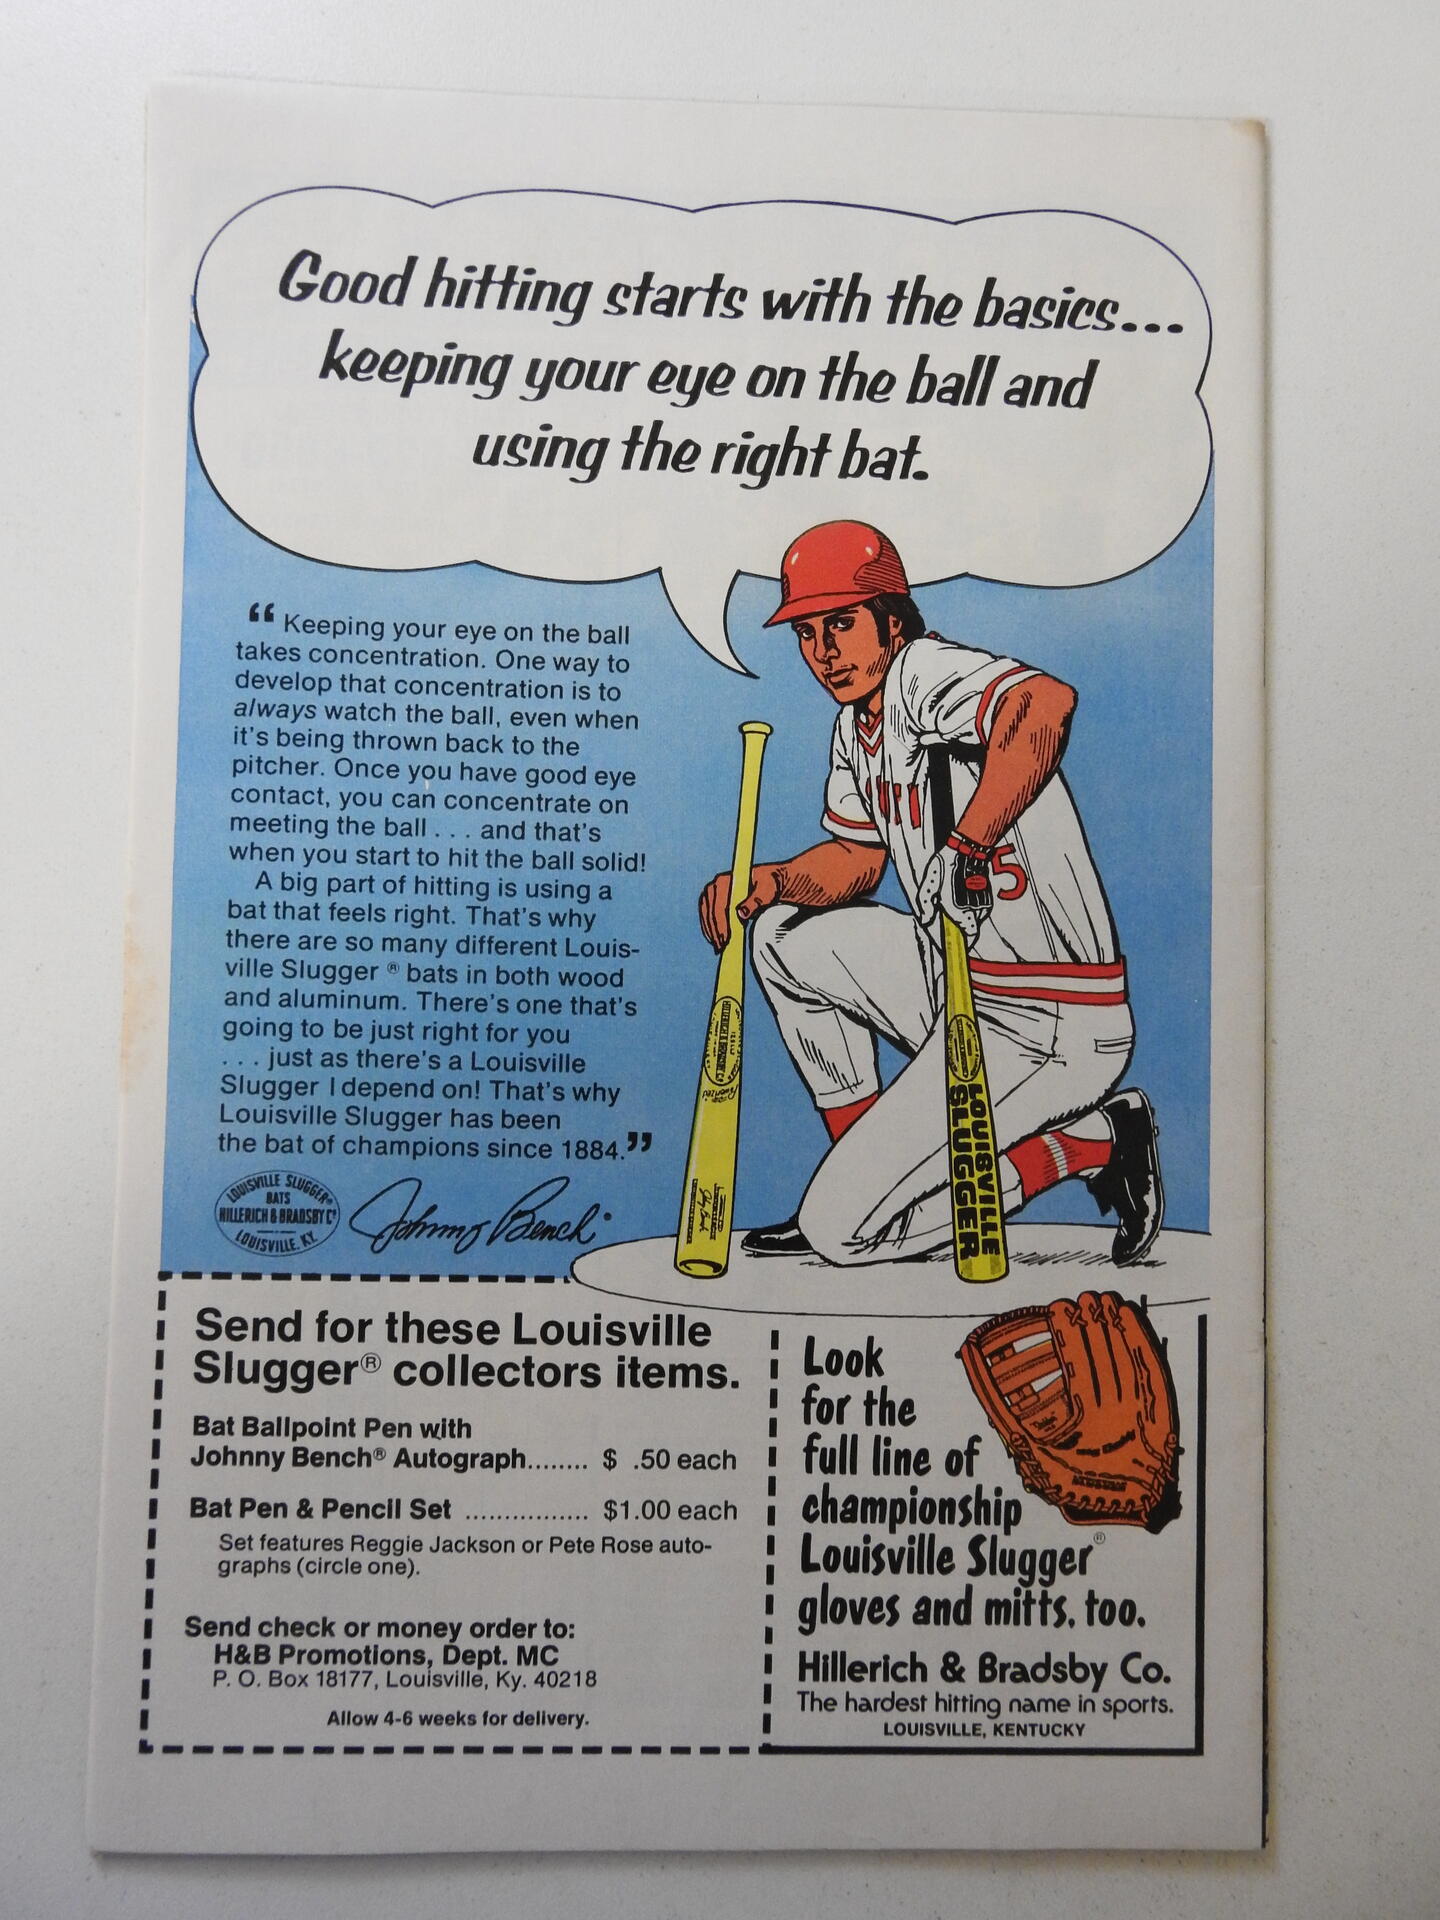 Good hitting starts with the basics...
keeping your eye on the ball and
using the right bat.
“ Keeping your eye on the ball
takes concentration. One way to
develop that concentration is to
always watch the ball, even when
it's being thrown back to the
pitcher. Once you have good eye
contact, you can concentrate on
meeting the ball . . . and that's
when you start to hit the ball solid!
A big part of hitting is using a
bat that feels right. That's why
there are so many different Louis-
ville Slugger ® bats in both wood
and aluminum. There's one that's
going to be just right for you
. . . just as there's a Louisville
Slugger I depend on! That's why
Louisville Slugger has been
the bat of champions since 1884.”
LOUISVILLE SLUGGER®
BATS
HILLERICH & BRADSBY Co
LOUISVILLE, KY.
Johnny Bench
5
LOUISVILLE
SLUGGER
Send for these Louisville
Slugger® collectors items.
Bat Ballpoint Pen with
Johnny Bench® Autograph........ $ .50 each
Bat Pen & Pencil Set ................. $1.00 each
Set features Reggie Jackson or Pete Rose auto-
graphs (circle one).
Send check or money order to:
H&B Promotions, Dept. MC
P. O. Box 18177, Louisville, Ky. 40218
Allow 4-6 weeks for delivery.
Look
for the
full line of
championship
Louisville Slugger®
gloves and mitts, too.
Hillerich & Bradsby Co.
The hardest hitting name in sports.
LOUISVILLE, KENTUCKY